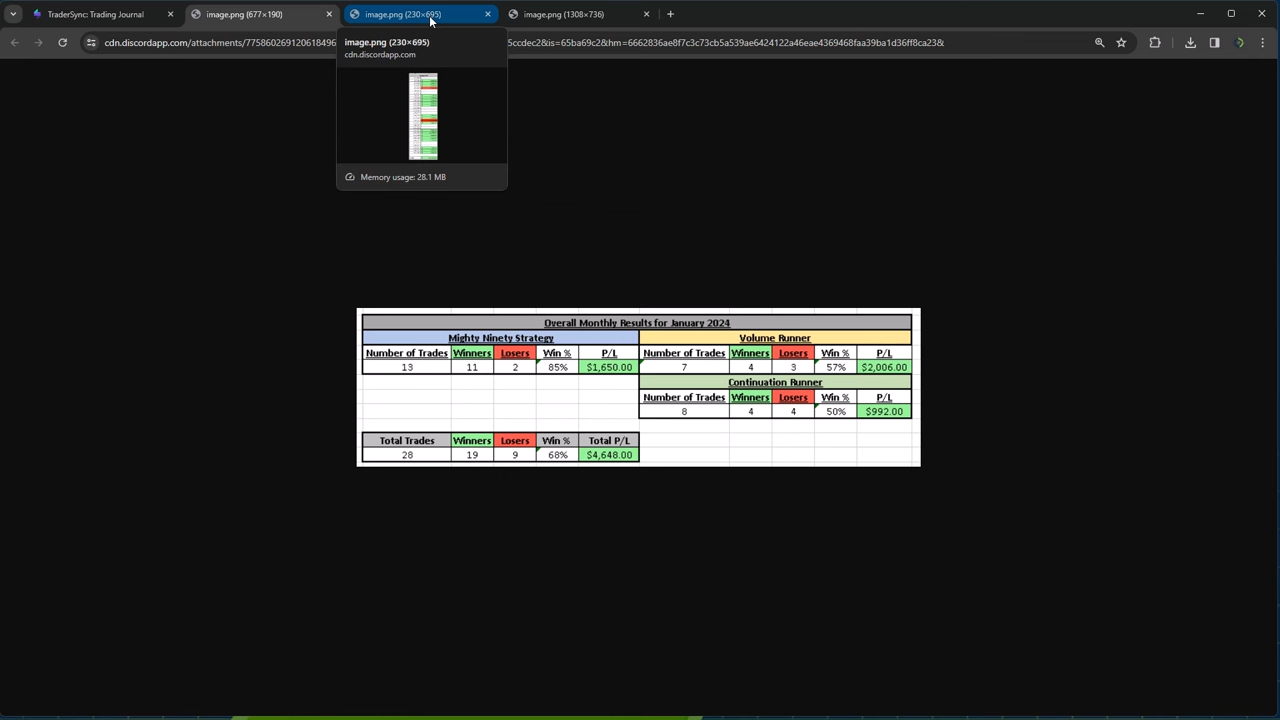 TraderSync: Trading Journal
image.png (677×190)
image.png (230×695)
image.png (1308×736)
cdn.discordapp.com/attachments/775860269120618496
5ccdec2&is=65ba69c2&hm=6662836ae8f7c3c73cb5a539ae6424122a46eae4369468faa39ba1d36ff8ca23&
image.png (230×695)
cdn.discordapp.com
Memory usage: 28.1 MB
Overall Monthly Results for January 2024
Mighty Ninety Strategy
Volume Runner
Number of Trades Winners Losers Win % P/L Number of Trades Winners Losers Win % P/L
13 11 2 85% $1,650.00 7 4 3 57% $2,006.00
Continuation Runner
Number of Trades Winners Losers Win % P/L
8 4 4 50% $992.00
Total Trades Winners Losers Win % Total P/L
28 19 9 68% $4,648.00